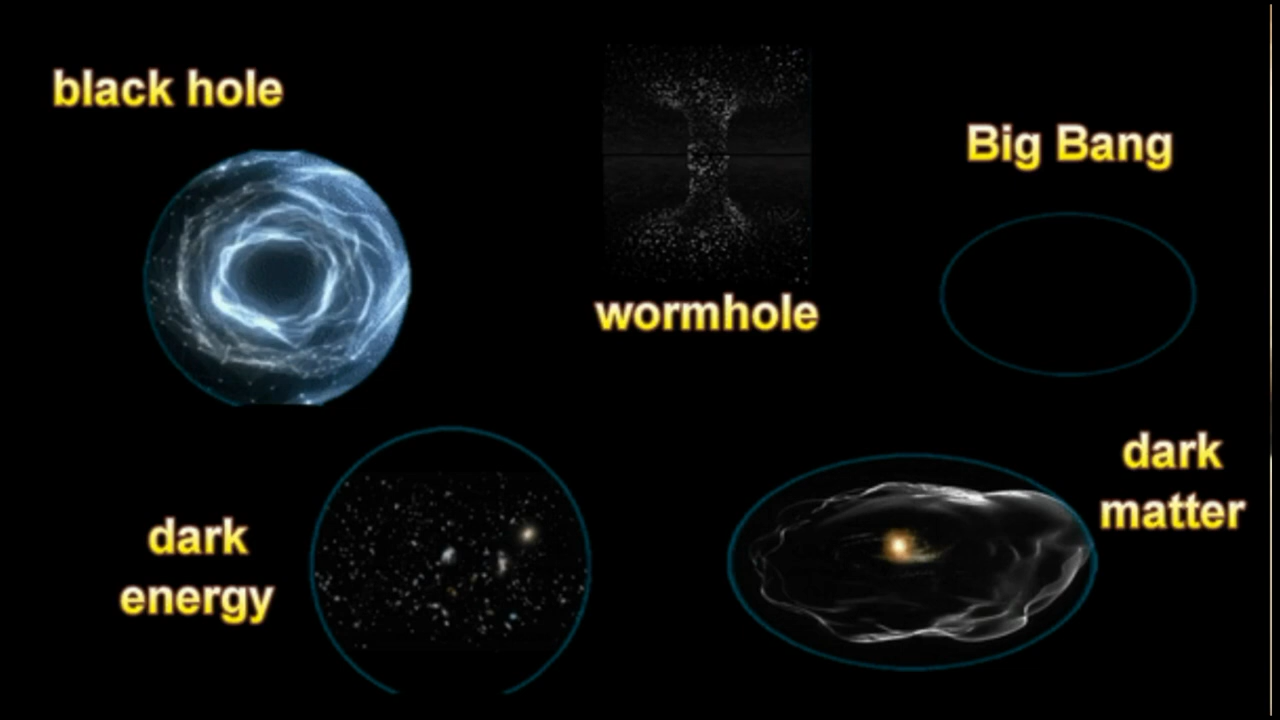 black hole
wormhole
Big Bang
dark
energy
dark
matter